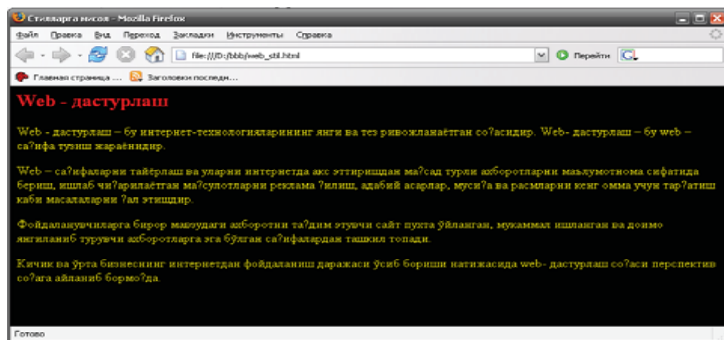 Стилларга мисол - Mozilla Firefox
Файл Правка Вид Переход Закладки Инструменты Справка
file:///D:/bbb/web_stil.html Перейти
Главная страница ... Заголовки последн...
Web - дастурлаш
Web - дастурлаш – бу интернет-технологияларининг янги ва тез ривожланаётган со?асидир. Web- дастурлаш – бу web –
са?ифа тузиш жараёнидир.
Web – са?ифаларни тайёрлаш ва уларни интернетда акс эттиришдан ма?сад турли ахборотларни маълумотнома сифатида
бериш, ишлаб чи?арилаётган ма?сулотларни реклама ?илиш, адабий асарлар, муси?а ва расмларни кенг омма учун тар?атиш
каби масалаларни ?ал этишдир.
Фойдаланувчиларга бирор мавзудаги ахборотни та?дим этувчи сайт пухта ўйланган, мукаммал ишланган ва доимо
янгиланиб турувчи ахборотларга эга бўлган са?ифалардан ташкил топади.
Кичик ва ўрта бизнеснинг интернетдан фойдаланиш даражаси ўсиб бориши натижасида web- дастурлаш со?аси перспектив
со?ага айланиб бормо?да.
Готово